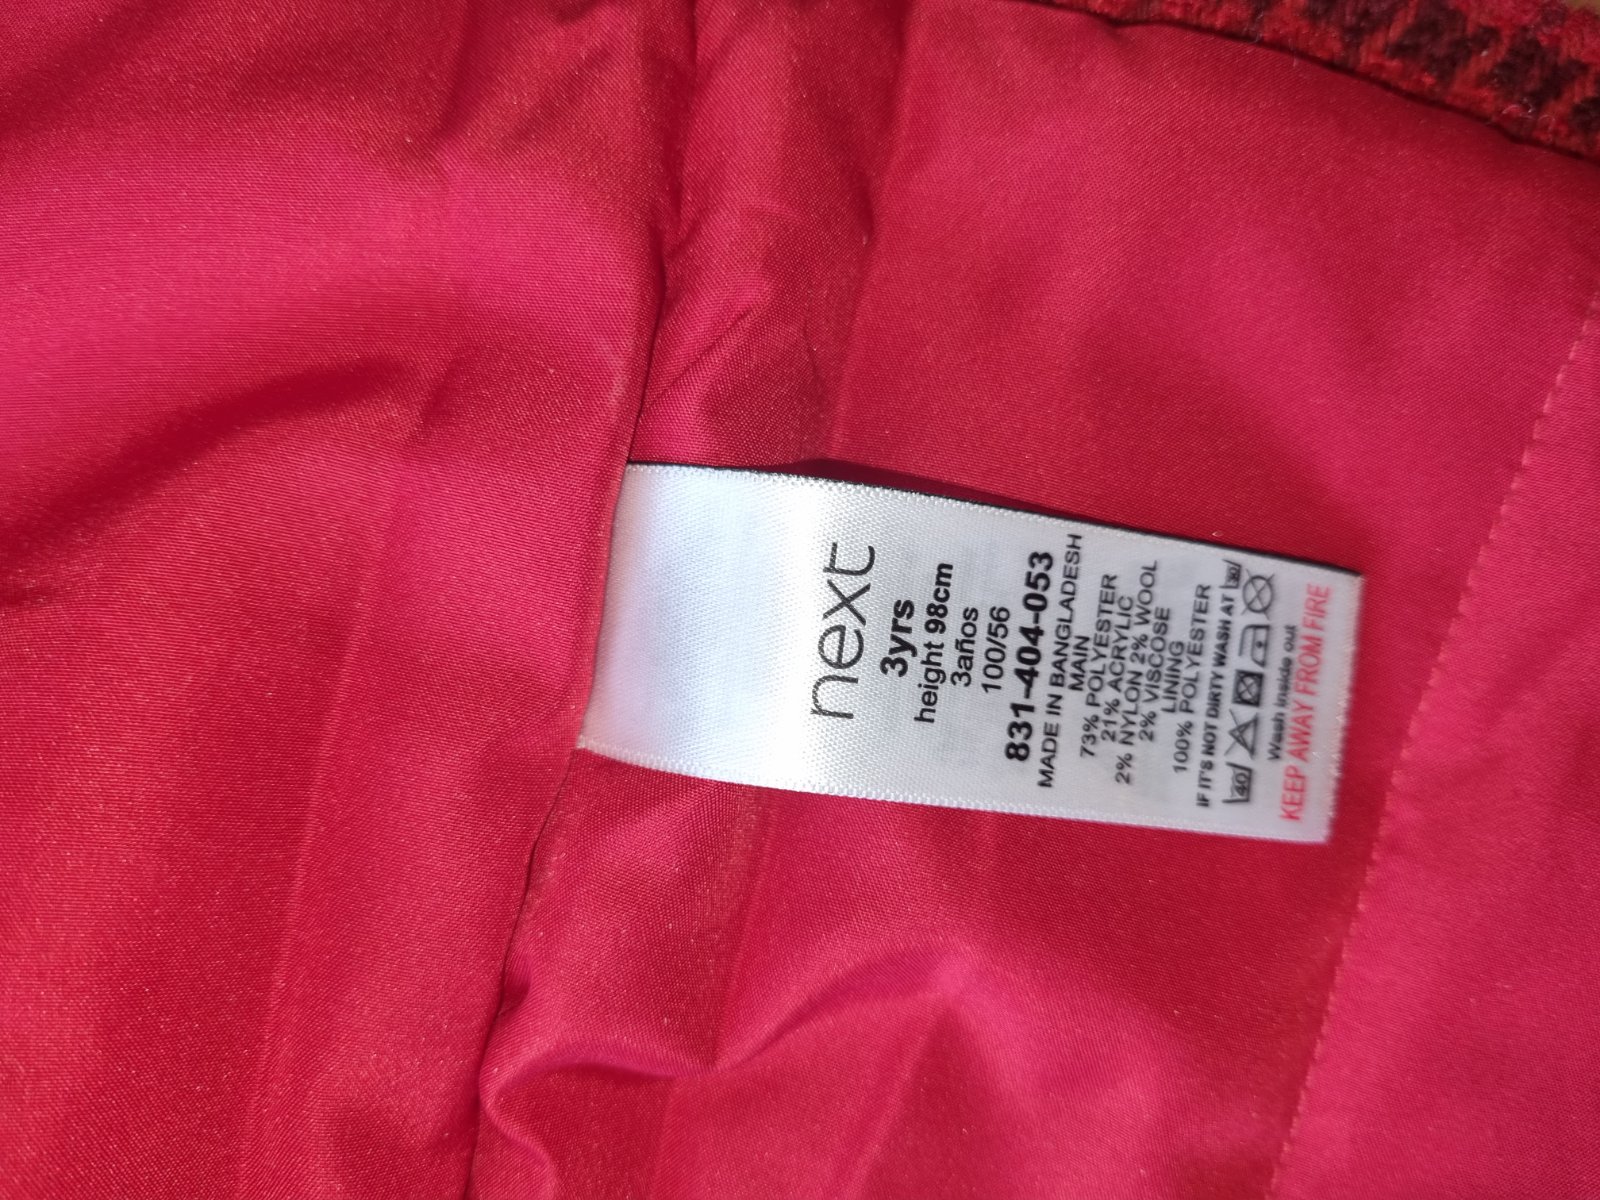 next
3yrs
height 98cm
3años
100/56
831-404-053
MADE IN BANGLADESH
MAIN
73% POLYESTER
21% ACRYLIC
2% NYLON 2% WOOL
2% VISCOSE
LINING
100% POLYESTER
IF IT'S NOT DIRTY WASH AT 30
40
Wash inside out
KEEP AWAY FROM FIRE